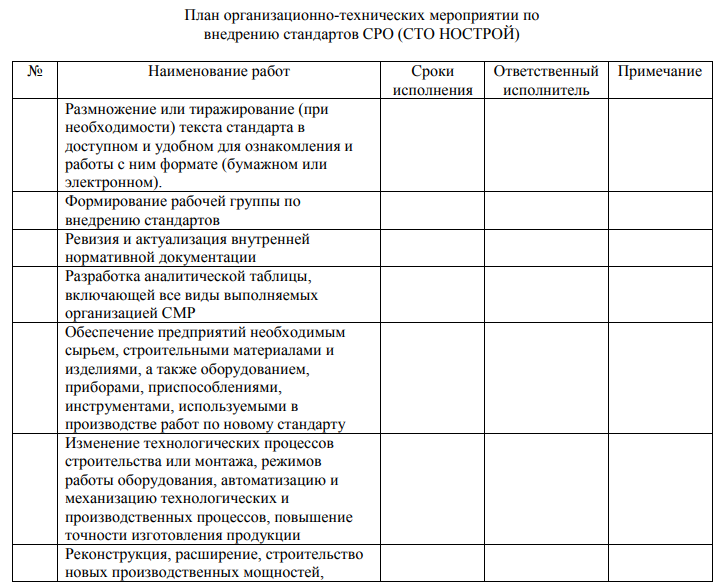 План организационно-технических мероприятии по
внедрению стандартов СРО (СТО НОСТРОЙ)
№ Наименование работ Сроки исполнения Ответственный исполнитель Примечание
Размножение или тиражирование (при
необходимости) текста стандарта в
доступном и удобном для ознакомления и
работы с ним формате (бумажном или
электронном).
Формирование рабочей группы по
внедрению стандартов
Ревизия и актуализация внутренней
нормативной документации
Разработка аналитической таблицы,
включающей все виды выполняемых
организацией СМР
Обеспечение предприятий необходимым
сырьем, строительными материалами и
изделиями, а также оборудованием,
приборами, приспособлениями,
инструментами, используемыми в
производстве работ по новому стандарту
Изменение технологических процессов
строительства или монтажа, режимов
работы оборудования, автоматизацию и
механизацию технологических и
производственных процессов, повышение
точности изготовления продукции
Реконструкция, расширение, строительство
новых производственных мощностей,